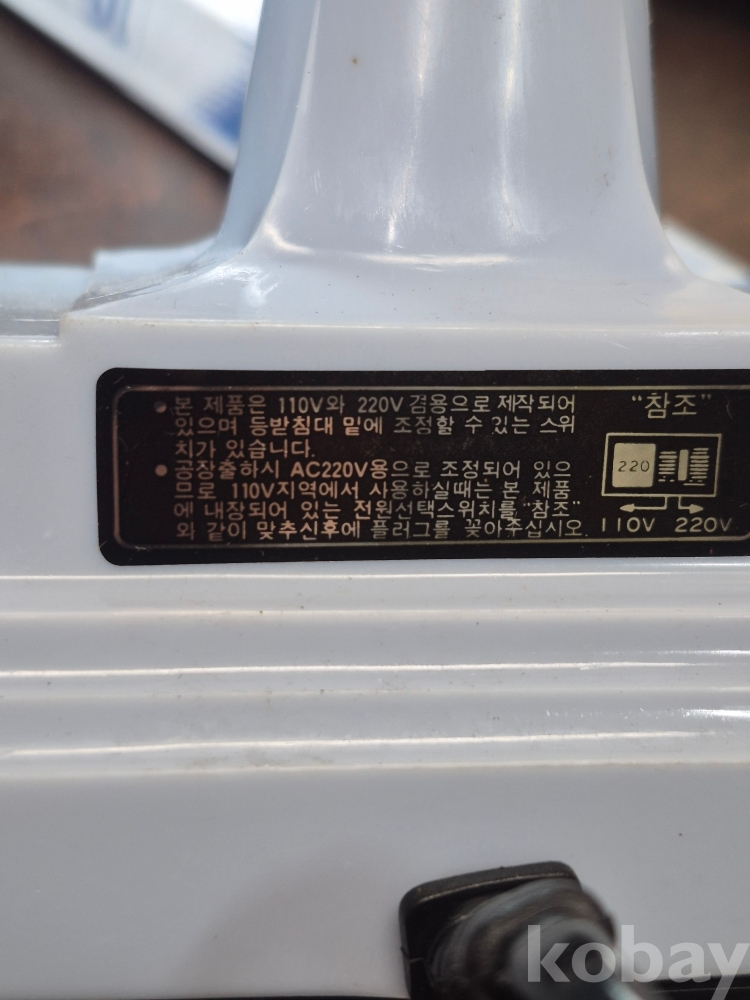 • 본 제품은 110V와 220V 겸용으로 제작되어
있으며 등받침대 밑에 조정할 수 있는 스위
치가 있습니다.
• 공장출하시 AC220V용으로 조정되어 있으
므로 110V지역에서 사용하실때는 본 제품
에 내장되어 있는 전원선택스위치를 "참조"
와 같이 맞추신후에 플러그를 꽂아주십시오.
"참조"
220
110V 220V
kobay